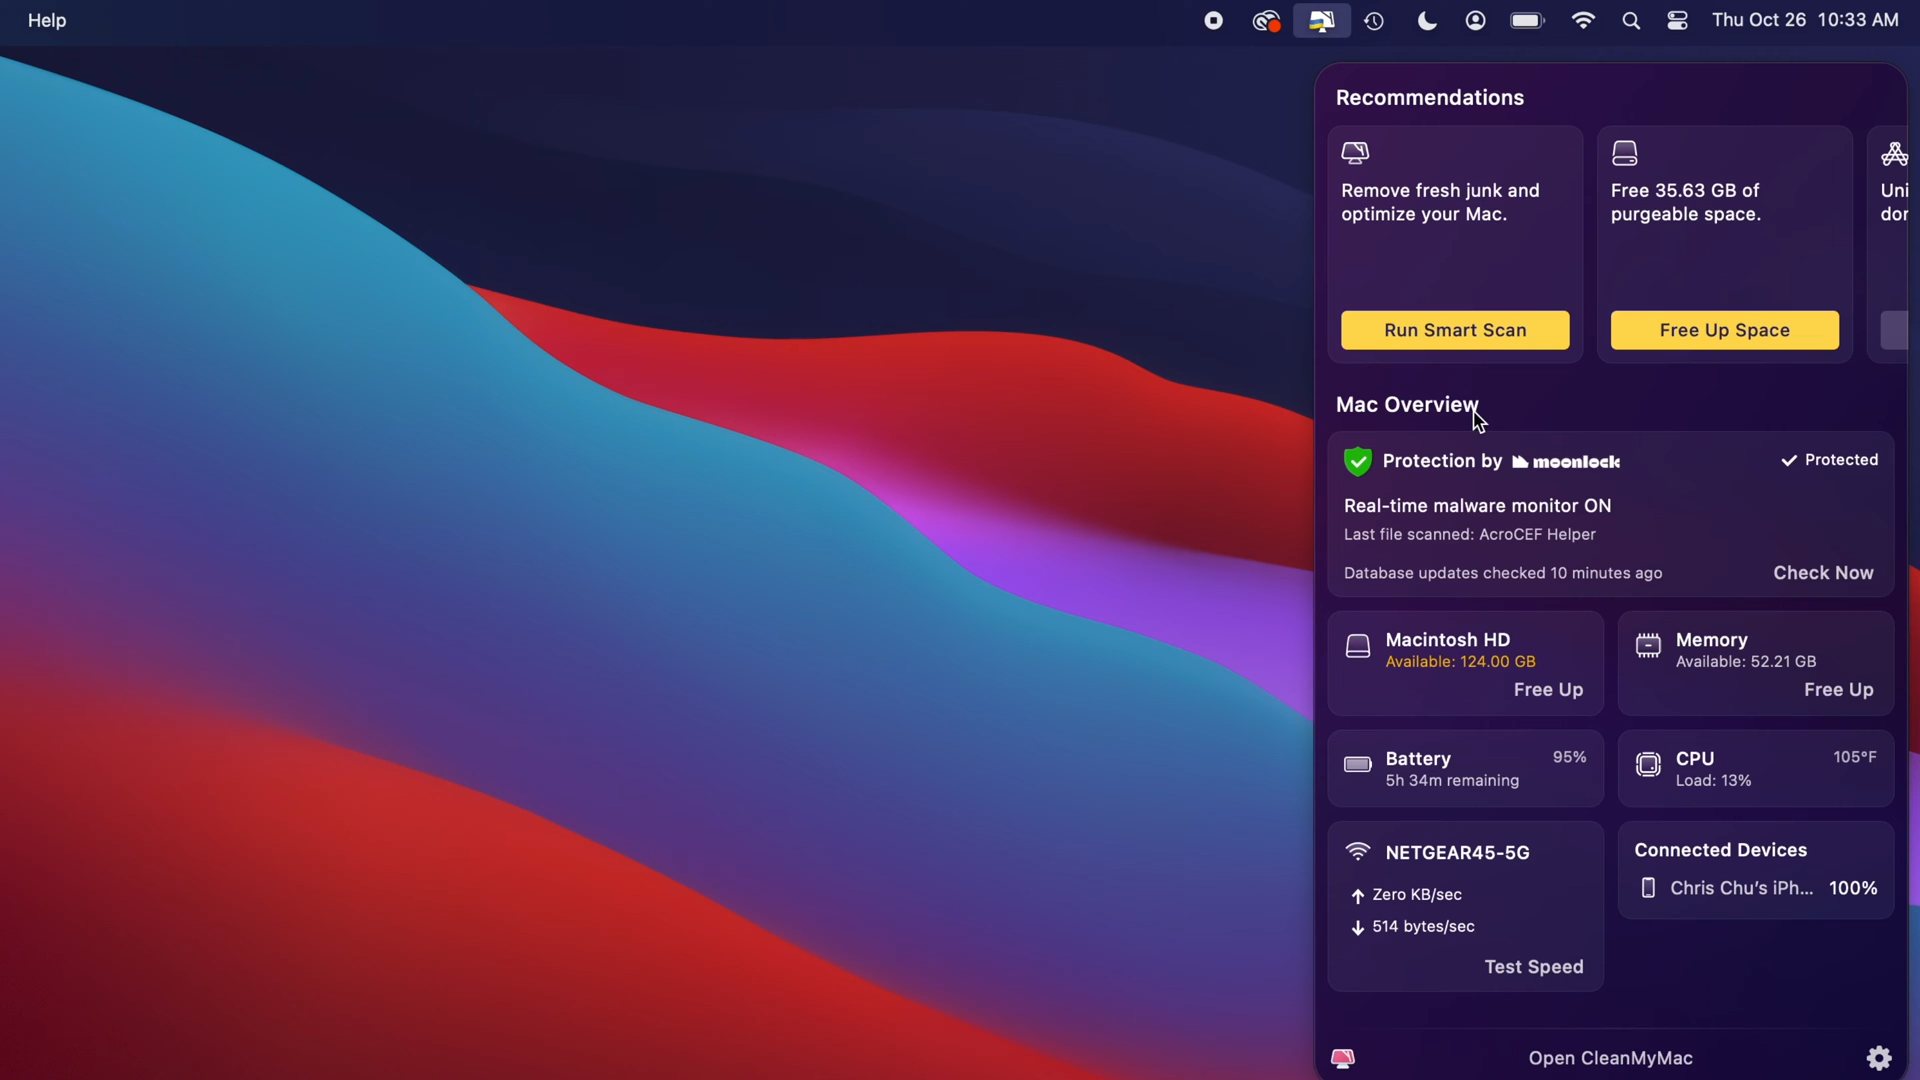 Help
Thu Oct 26 10:33 AM
Recommendations
Remove fresh junk and
optimize your Mac.
Run Smart Scan
Free 35.63 GB of
purgeable space.
Free Up Space
Uni
dor
Mac Overview
Protection by moonlock
Protected
Real-time malware monitor ON
Last file scanned: AcroCEF Helper
Database updates checked 10 minutes ago
Check Now
Macintosh HD
Available: 124.00 GB
Free Up
Memory
Available: 52.21 GB
Free Up
Battery 95%
5h 34m remaining
CPU 105°F
Load: 13%
NETGEAR45-5G
Zero KB/sec
514 bytes/sec
Test Speed
Connected Devices
Chris Chu's iPh... 100%
Open CleanMyMac